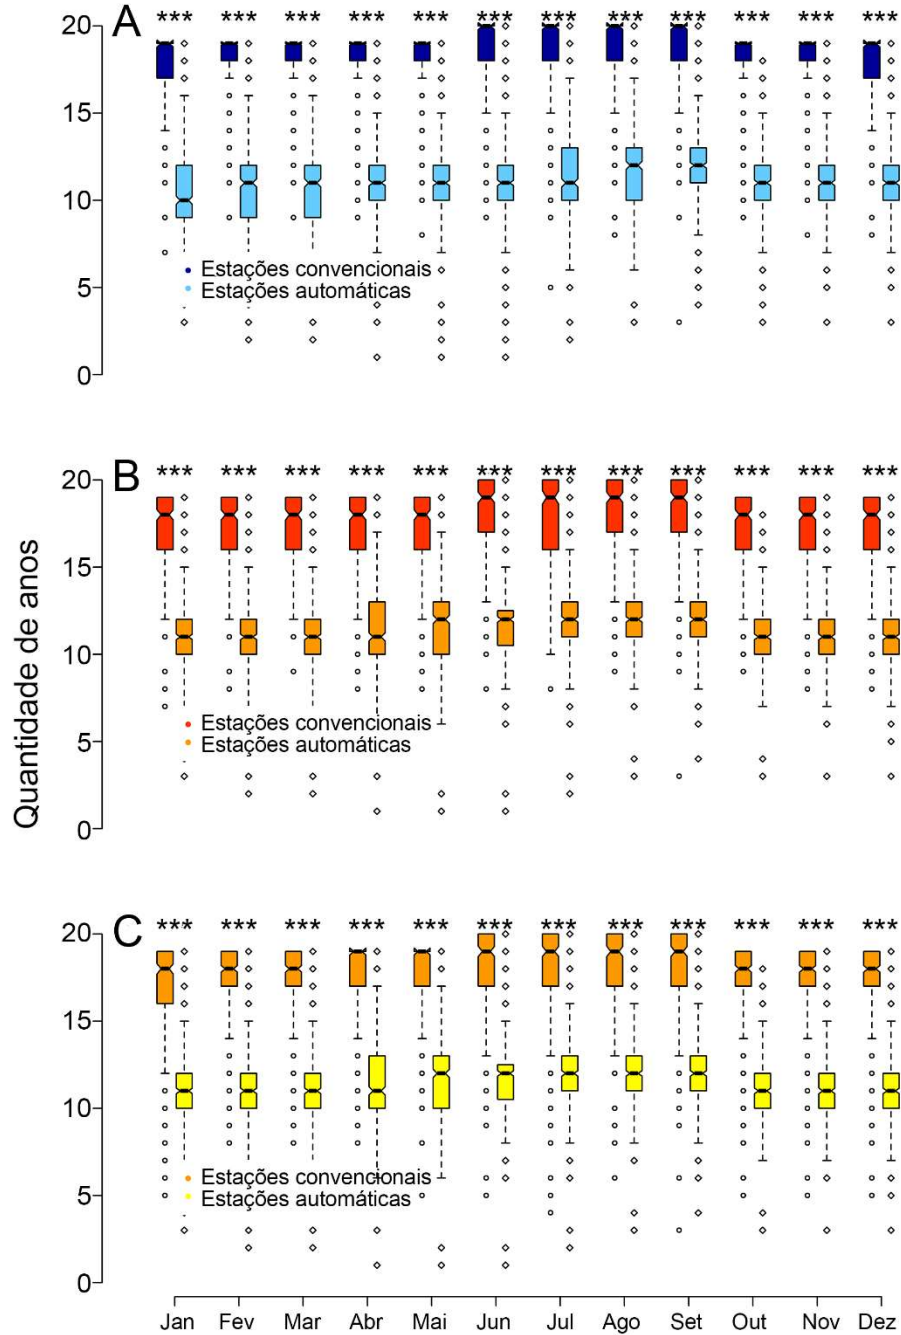 A
*** *** *** *** *** *** *** *** *** *** *** ***
20
15
10
5
0
Estações convencionais
Estações automáticas
B
*** *** *** *** *** *** *** *** *** *** *** ***
20
15
10
5
0
Estações convencionais
Estações automáticas
Quantidade de anos
C
*** *** *** *** *** *** *** *** *** *** *** ***
20
15
10
5
0
Estações convencionais
Estações automáticas
Jan Fev Mar Abr Mai Jun Jul Ago Set Out Nov Dez